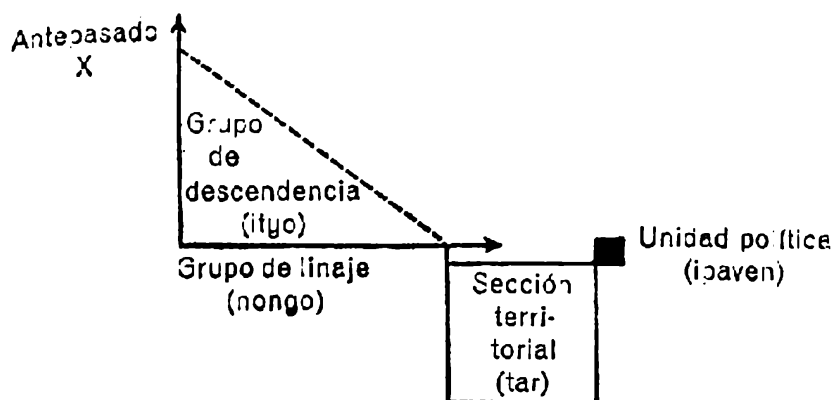 Antepasado
X
Grupo
de
descendencia
(ityo)
Grupo de linaje
(nongo)
Unidad política
(ipaven)
Sección
terri-
torial
(tar)